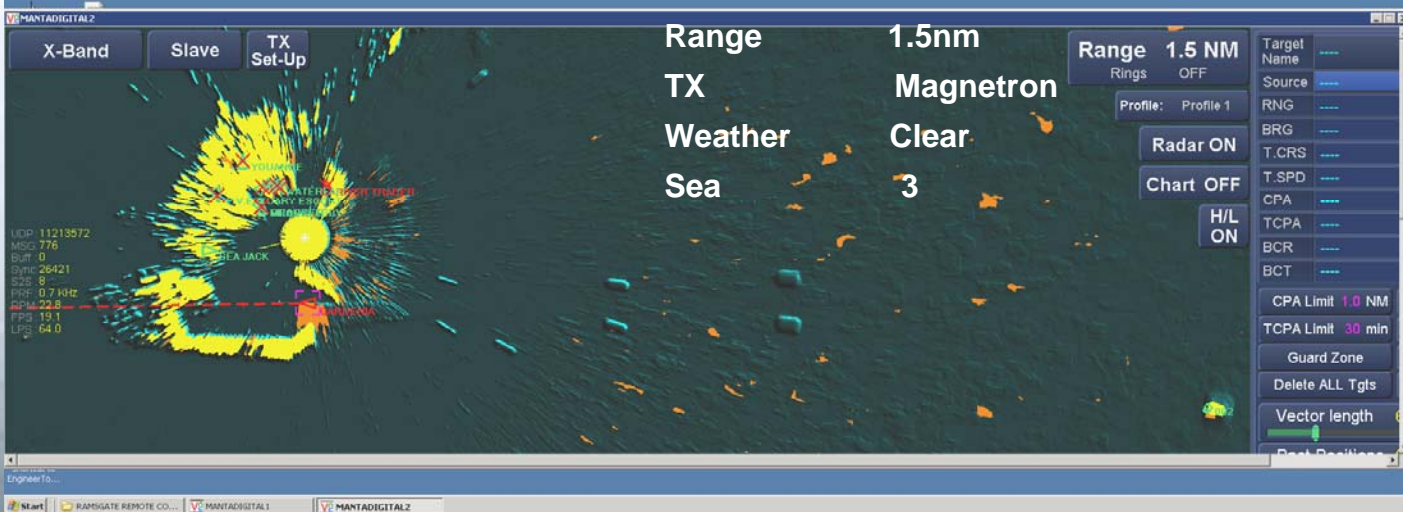 MANTADIGITAL2
X-Band
Slave
TX
Set-Up
Range 1.5nm
TX Magnetron
Weather Clear
Sea 3
Range 1.5 NM
Rings OFF
Profile: Profile 1
Radar ON
Chart OFF
H/L
ON
Target
Name ----
Source ----
RNG ----
BRG ----
T.CRS ----
T.SPD ----
CPA ----
TCPA ----
BCR ----
BCT ----
CPA Limit 1.0 NM
TCPA Limit 30 min
Guard Zone
Delete ALL Tgts
Vector length 6
Past Positions
SEA JACK
UDP 11213572
MSG 776
Buff 0
Sync 26421
S2S 8
PRF 0.7 kHz
RPM 22.8
FPS 19.1
LPS 64.0
EngneerTo...
Start
RAMSGATE REMOTE CO...
MANTADIGITAL1
MANTADIGITAL2